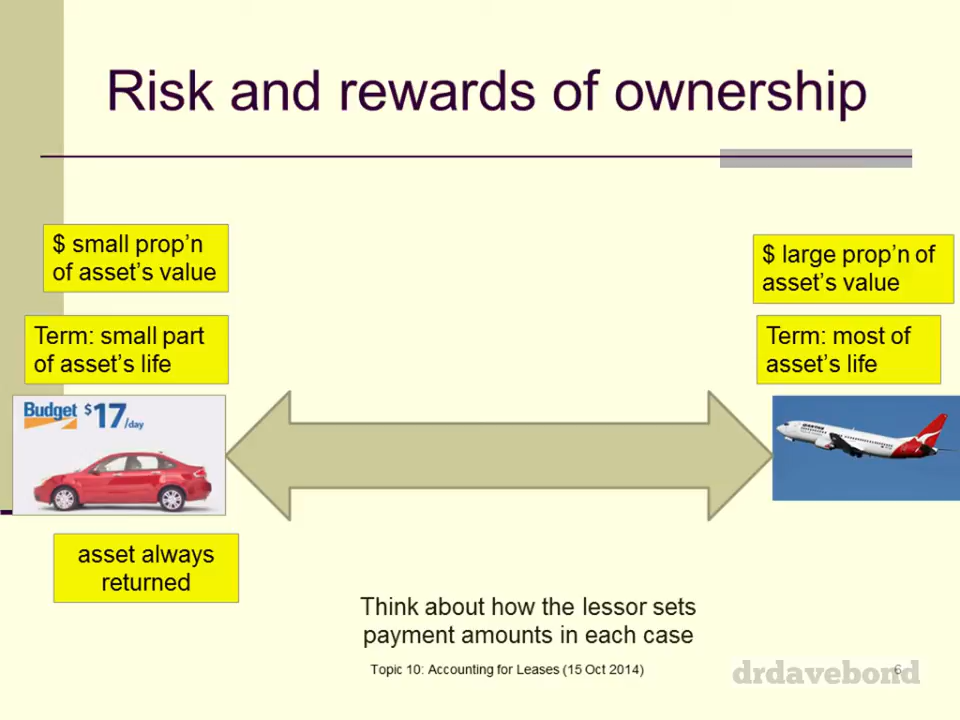 Risk and rewards of ownership
$ small prop’n
of asset’s value
$ large prop’n of
asset’s value
Term: small part
of asset’s life
Term: most of
asset’s life
Budget $17/day
QANTAS
asset always
returned
Think about how the lessor sets
payment amounts in each case
Topic 10: Accounting for Leases (15 Oct 2014)
6
drdavebond